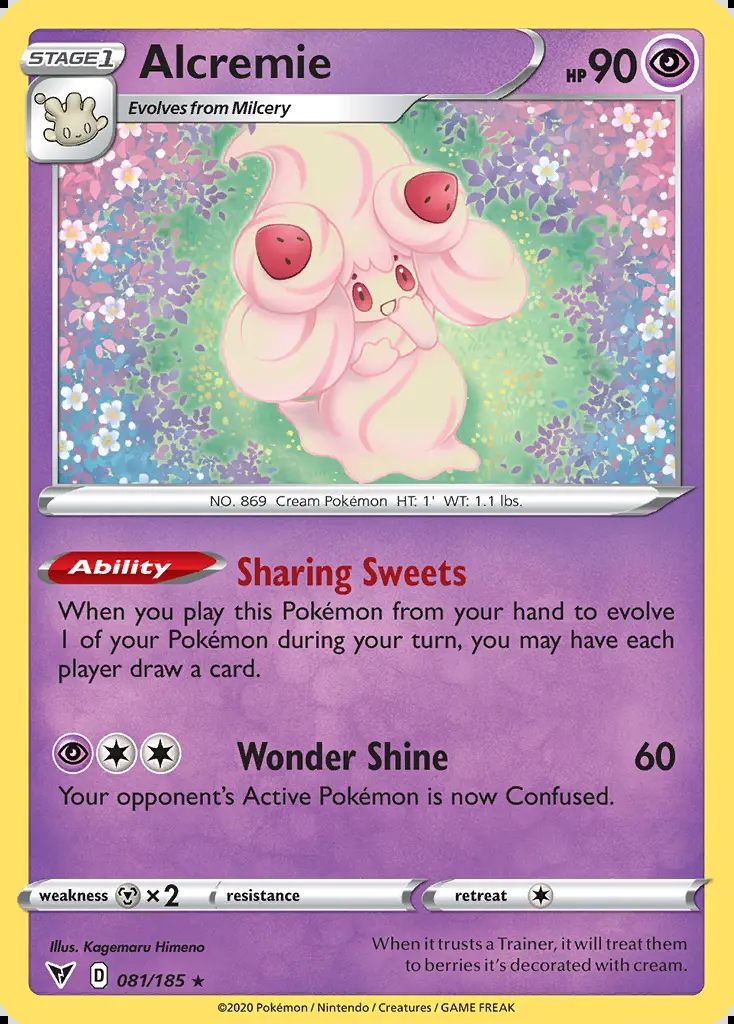 STAGE 1
Alcremie
HP 90
Evolves from Milcery
NO. 869 Cream Pokémon HT: 1' WT: 1.1 lbs.
Ability Sharing Sweets
When you play this Pokémon from your hand to evolve
1 of your Pokémon during your turn, you may have each
player draw a card.
Wonder Shine 60
Your opponent's Active Pokémon is now Confused.
weakness ×2 resistance retreat
Illus. Kagemaru Himeno
D 081/185 ★
When it trusts a Trainer, it will treat them
to berries it's decorated with cream.
©2020 Pokémon / Nintendo / Creatures / GAME FREAK